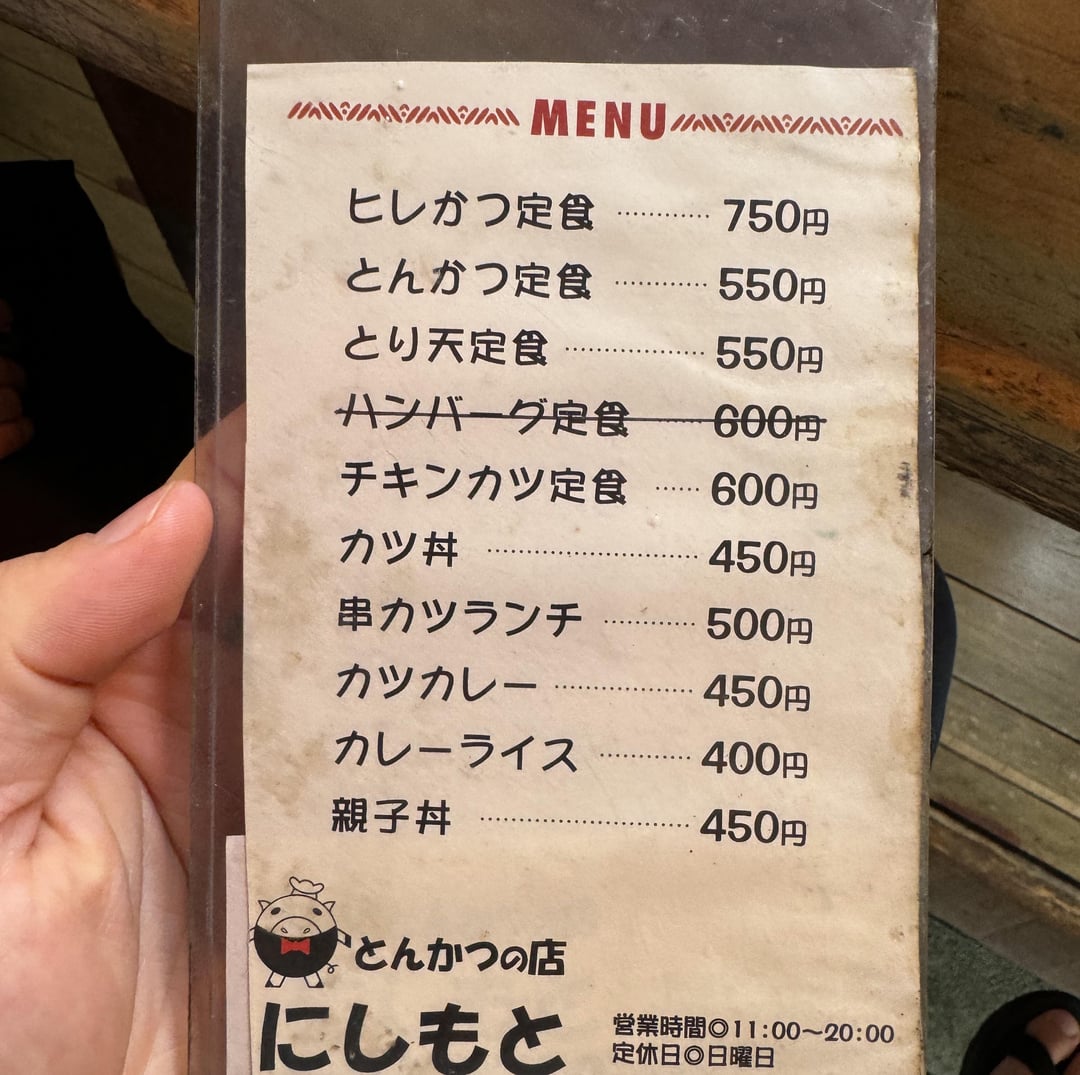 MENU
ヒレかつ定食 ………… 750円
とんかつ定食 ………… 550円
とり天定食 ……………… 550円
ハンバーグ定食 ……… 600円
チキンカツ定食 …… 600円
カツ丼 ……………………… 450円
串カツランチ ………… 500円
カツカレー ……………… 450円
カレーライス ………… 400円
親子丼 ……………………… 450円
とんかつの店
にしもと
営業時間◎11:00〜20:00
定休日◎日曜日